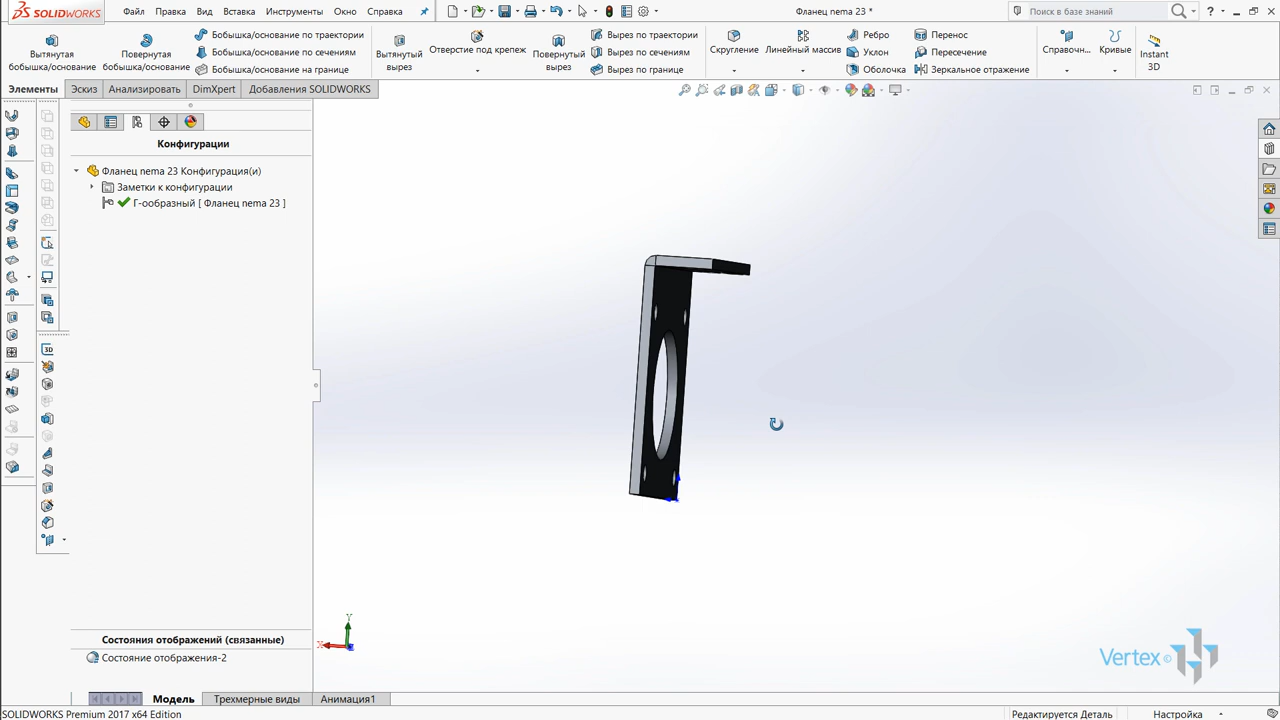 SOLIDWORKS
Файл Правка Вид Вставка Инструменты Окно Справка
Фланец nema 23 *
Поиск в базе знаний
Вытянутая бобышка/основание
Повернутая бобышка/основание
Бобышка/основание по траектории
Бобышка/основание по сечениям
Бобышка/основание на границе
Вытянутый вырез
Отверстие под крепеж
Повернутый вырез
Вырез по траектории
Вырез по сечениям
Вырез по границе
Скругление
Линейный массив
Ребро
Уклон
Оболочка
Перенос
Пересечение
Зеркальное отражение
Справочн...
Кривые
Instant 3D
Элементы Эскиз Анализировать DimXpert Добавления SOLIDWORKS
Конфигурации
Фланец nema 23 Конфигурация(и)
Заметки к конфигурации
Г-образный [ Фланец nema 23 ]
3D
Y
X
Состояния отображений (связанные)
Состояние отображения-2
Vertex ©
Модель Трехмерные виды Анимация1
SOLIDWORKS Premium 2017 x64 Edition
Редактируется Деталь
Настройка